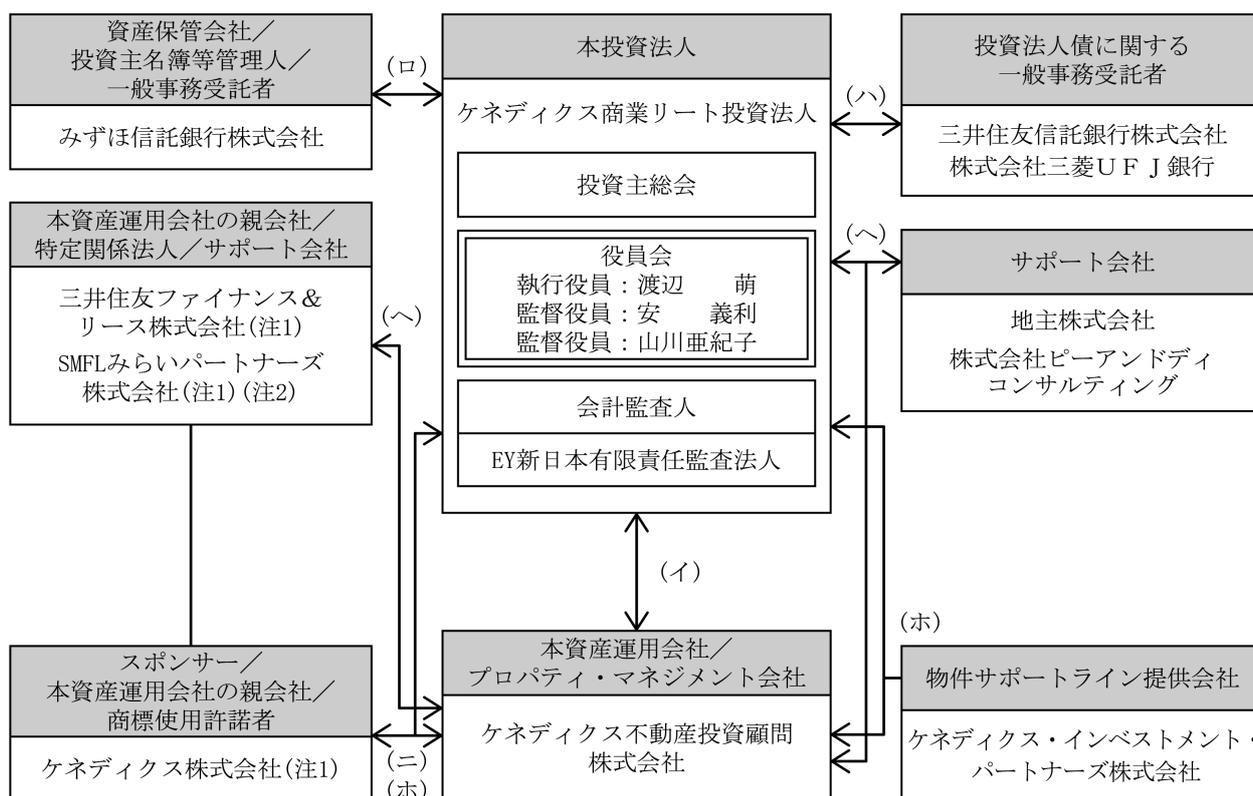 資産保管会社／
投資主名簿等管理人／
一般事務受託者
みずほ信託銀行株式会社
(ロ)
本投資法人
ケネディクス商業リート投資法人
投資主総会
役員会
執行役員：渡辺　　萌
監督役員：安　　義利
監督役員：山川亜紀子
会計監査人
EY新日本有限責任監査法人
(ハ)
投資法人債に関する
一般事務受託者
三井住友信託銀行株式会社
株式会社三菱ＵＦＪ銀行
本資産運用会社の親会社／
特定関係法人／サポート会社
三井住友ファイナンス＆
リース株式会社(注1)
SMFLみらいパートナーズ
株式会社(注1)(注2)
(ヘ)
(ヘ)
サポート会社
地主株式会社
株式会社ピーアンドディ
コンサルティング
(イ)
(ホ)
スポンサー／
本資産運用会社の親会社／
商標使用許諾者
ケネディクス株式会社(注1)
(ニ)
(ホ)
本資産運用会社／
プロパティ・マネジメント会社
ケネディクス不動産投資顧問
株式会社
物件サポートライン提供会社
ケネディクス・インベストメント・
パートナーズ株式会社